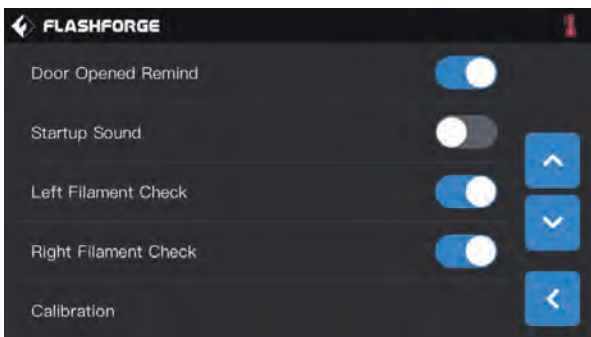 FLASHFORGE
Door Opened Remind
Startup Sound
Left Filament Check
Right Filament Check
Calibration